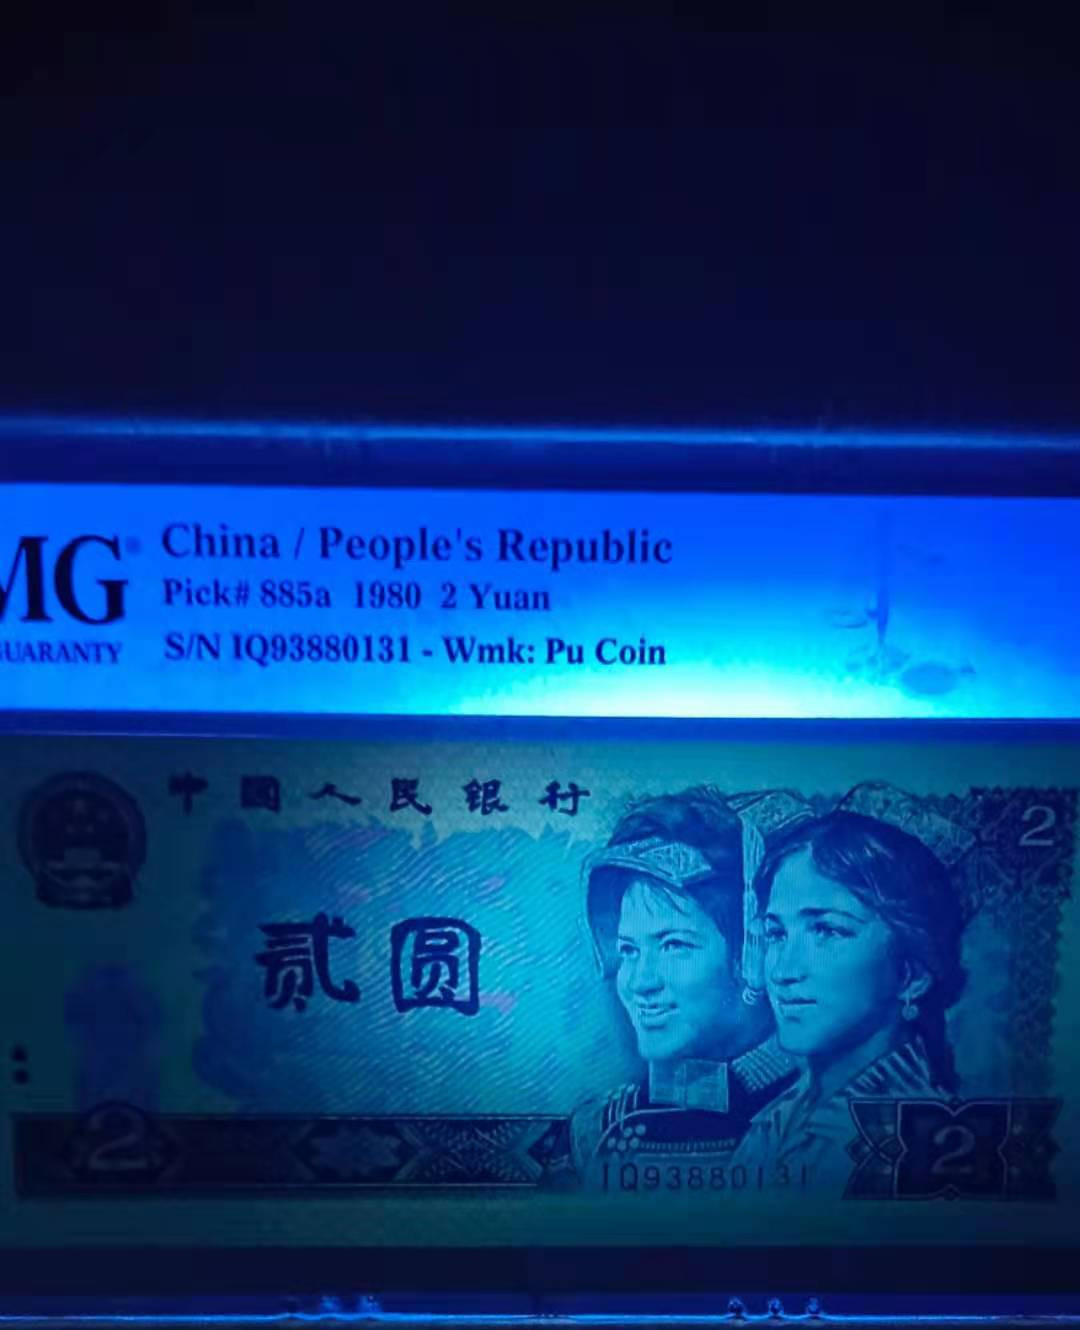 MG
GUARANTY
China / People's Republic
Pick# 885a 1980 2 Yuan
S/N IQ93880131 - Wmk: Pu Coin
中国人民银行
2
贰圆
2
2
IQ93880131